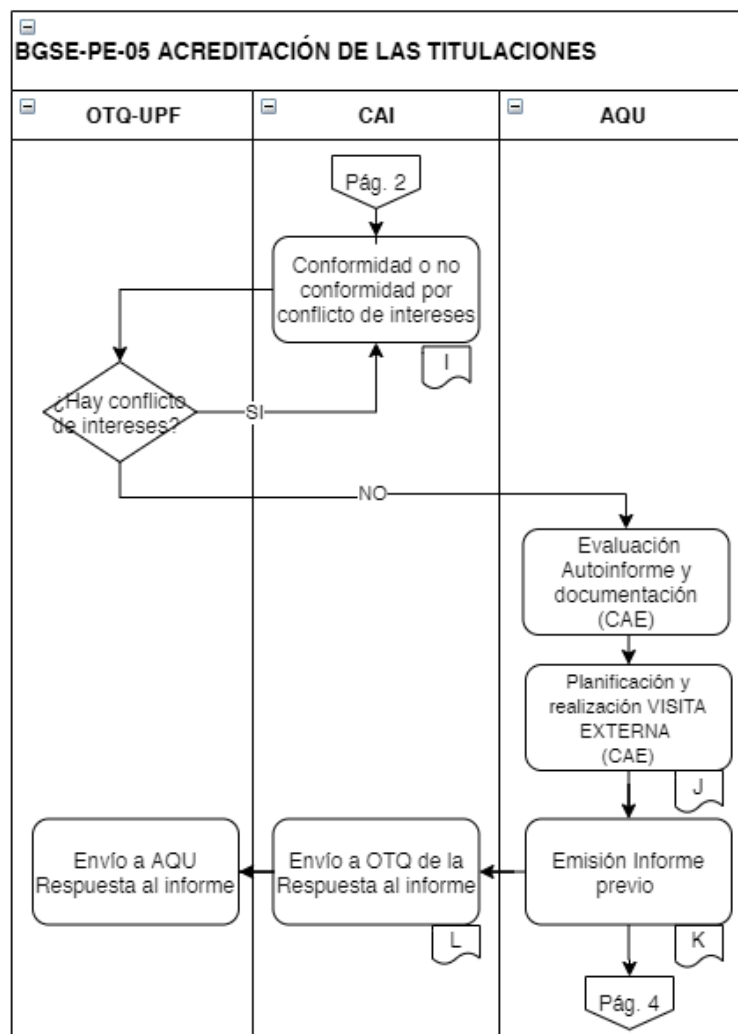 BGSE-PE-05 ACREDITACIÓN DE LAS TITULACIONES
OTQ-UPF
CAI
AQU
Pág. 2
Conformidad o no
conformidad por
conflicto de intereses
I
¿Hay conflicto
de intereses?
SI
NO
Evaluación
Autoinforme y
documentación
(CAE)
Planificación y
realización VISITA
EXTERNA
(CAE)
J
Envío a AQU
Respuesta al informe
Envío a OTQ de la
Respuesta al informe
L
Emisión Informe
previo
K
Pág. 4